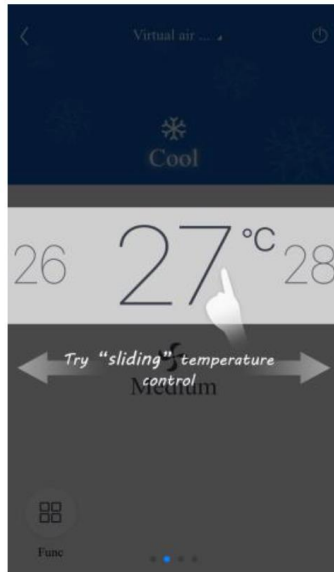 Virtual air ...
Cool
26 27°C 28
Try “sliding” temperature
control
Medium
Func